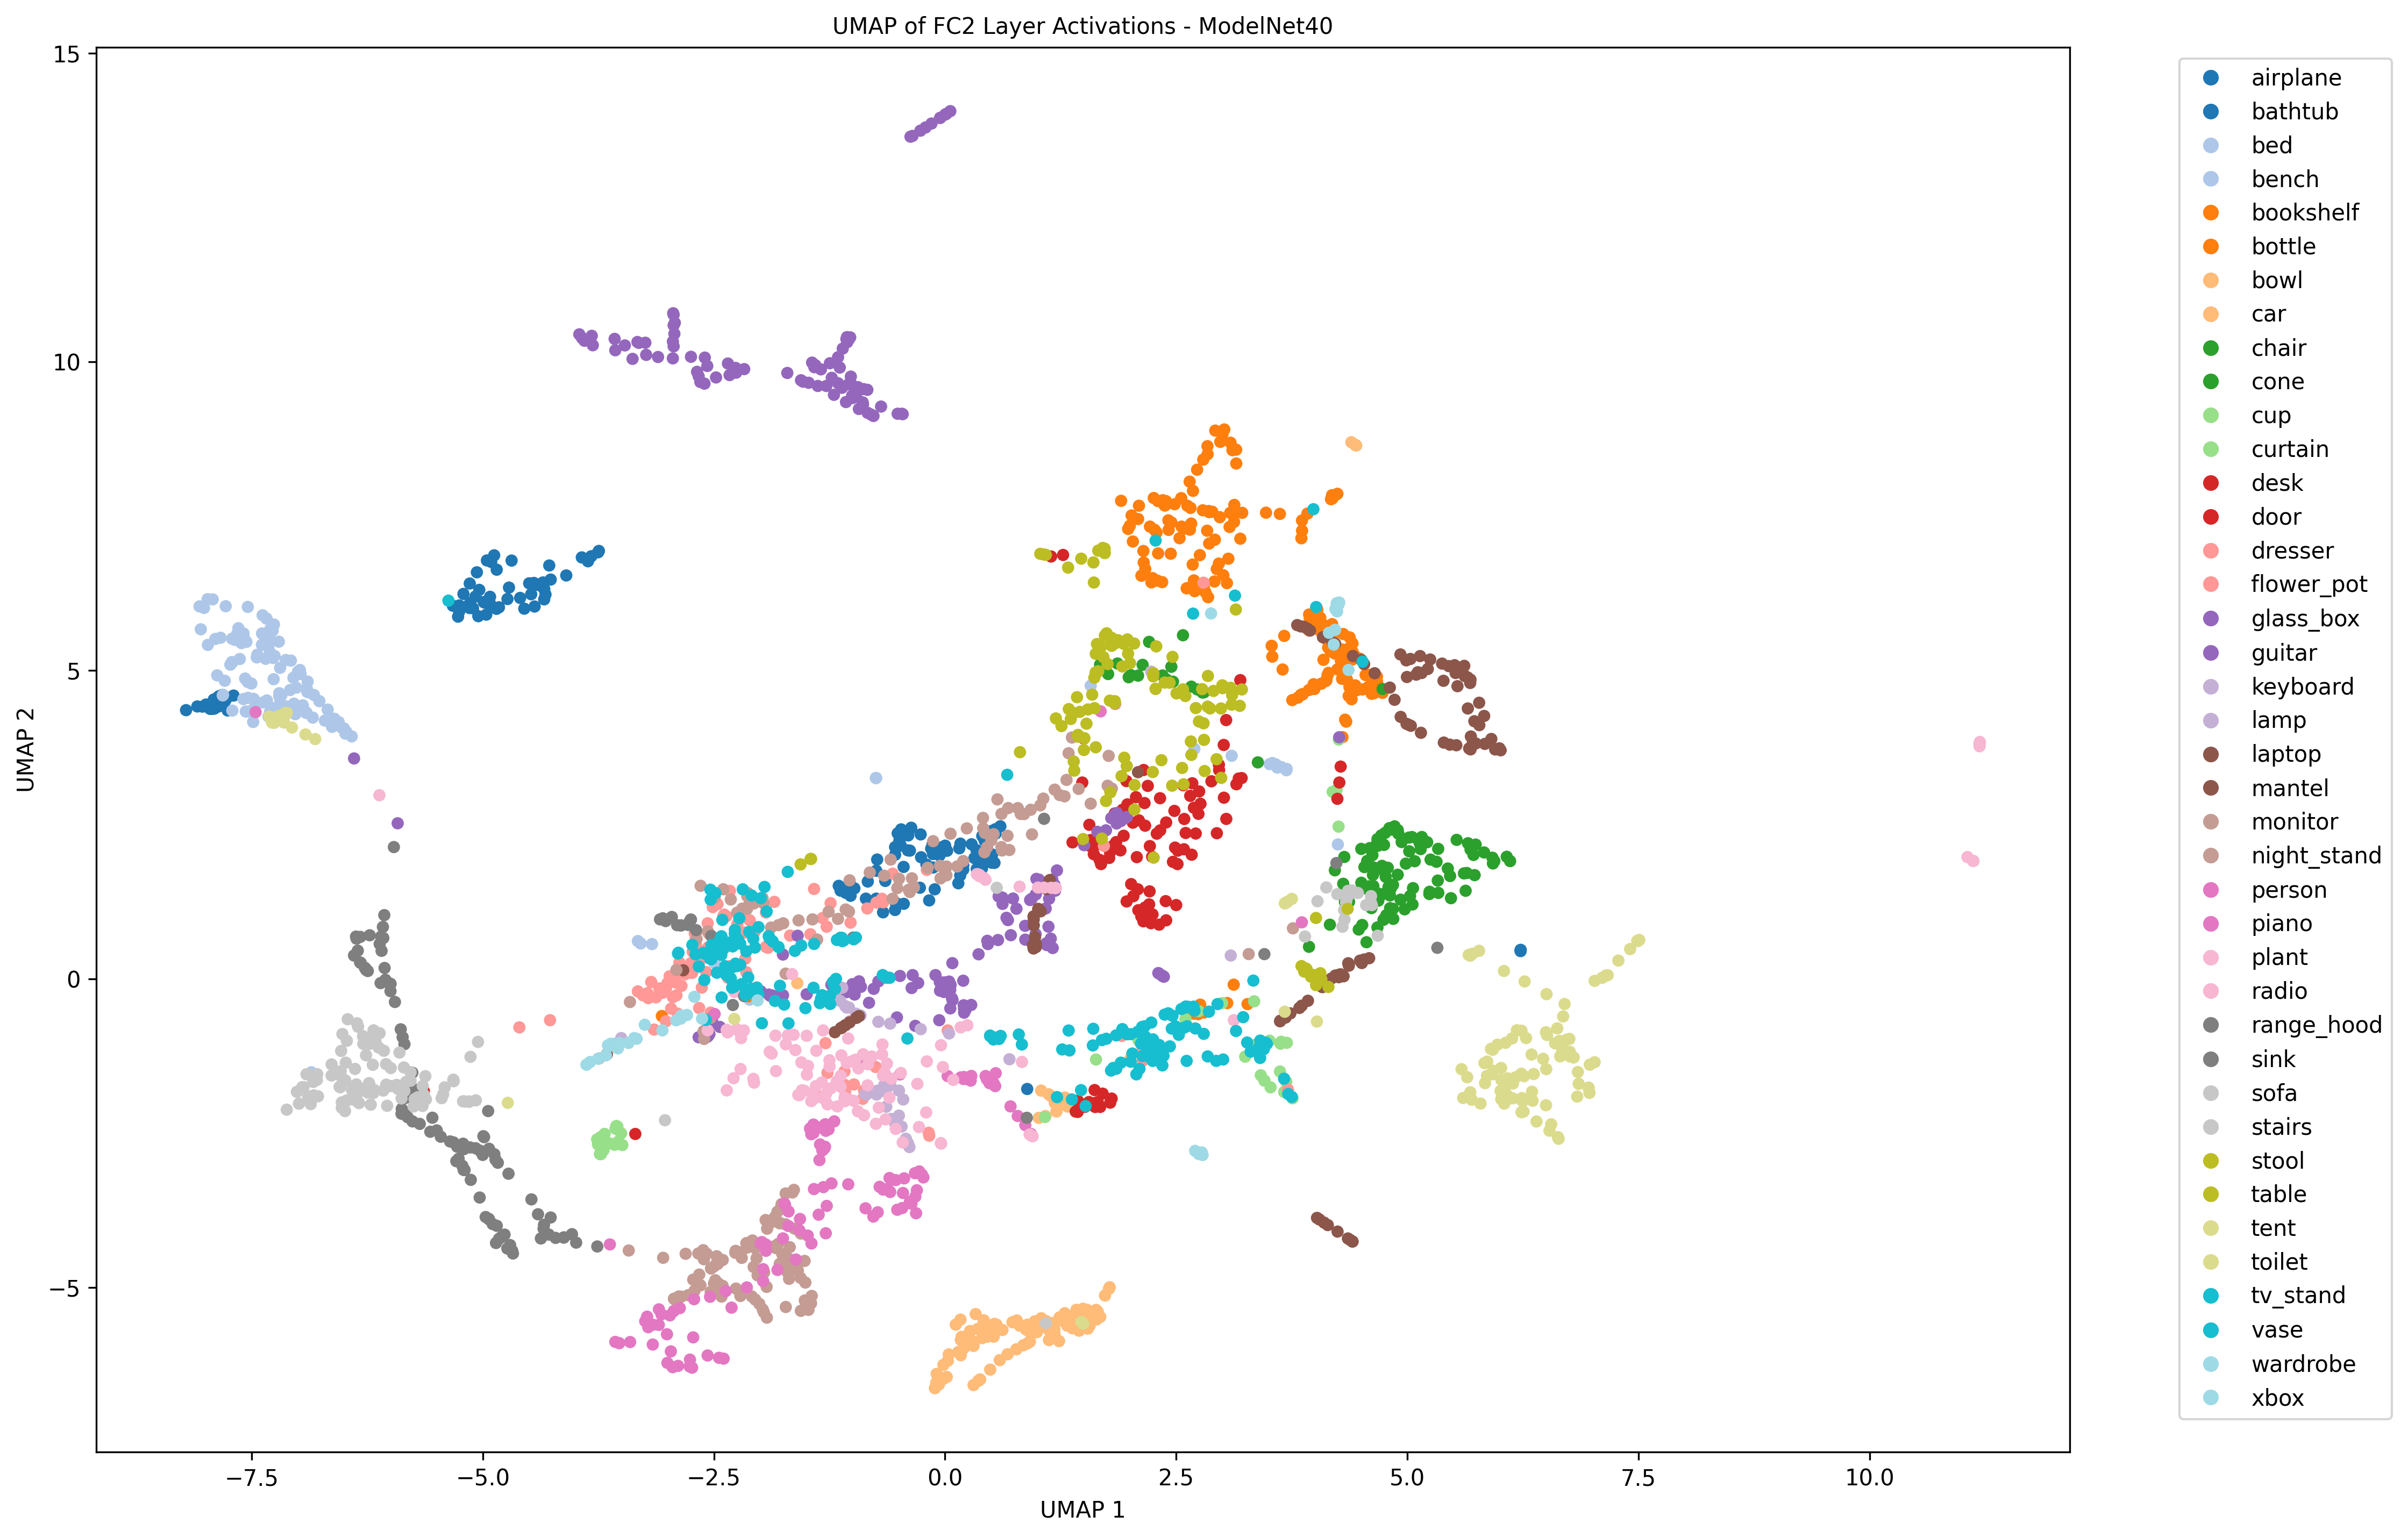 UMAP of FC2 Layer Activations - ModelNet40
15
10
5
0
−5
UMAP 2
−7.5
−5.0
−2.5
0.0
2.5
5.0
7.5
10.0
UMAP 1
airplane
bathtub
bed
bench
bookshelf
bottle
bowl
car
chair
cone
cup
curtain
desk
door
dresser
flower_pot
glass_box
guitar
keyboard
lamp
laptop
mantel
monitor
night_stand
person
piano
plant
radio
range_hood
sink
sofa
stairs
stool
table
tent
toilet
tv_stand
vase
wardrobe
xbox